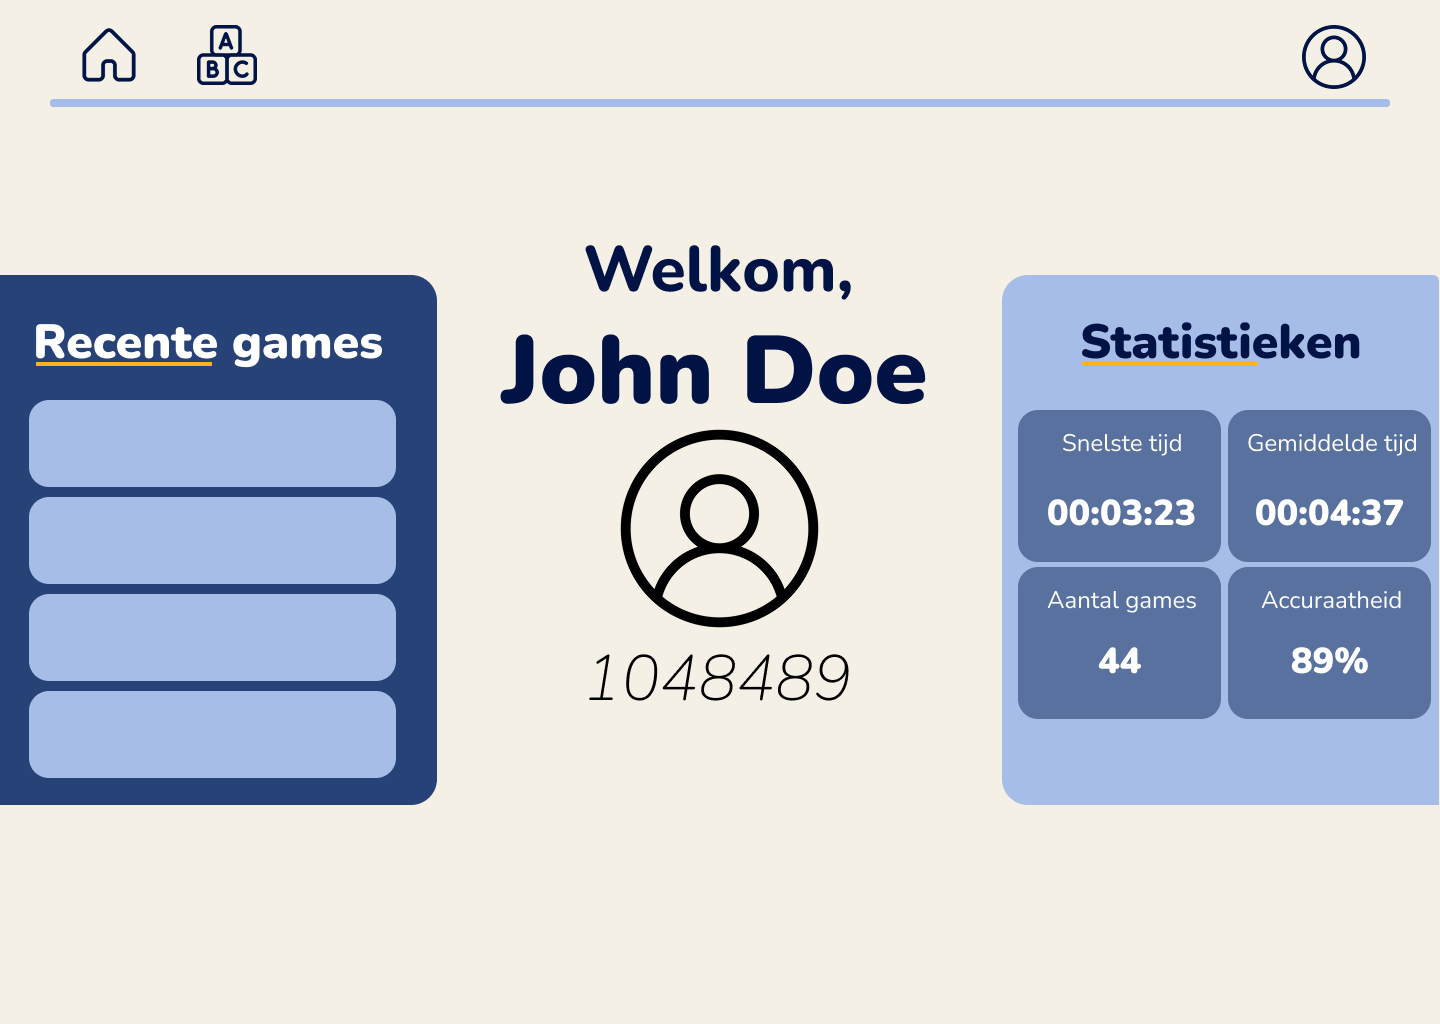 A
B C
Welkom,
John Doe
1048489
Recente games
Statistieken
Snelste tijd
00:03:23
Gemiddelde tijd
00:04:37
Aantal games
44
Accuraatheid
89%